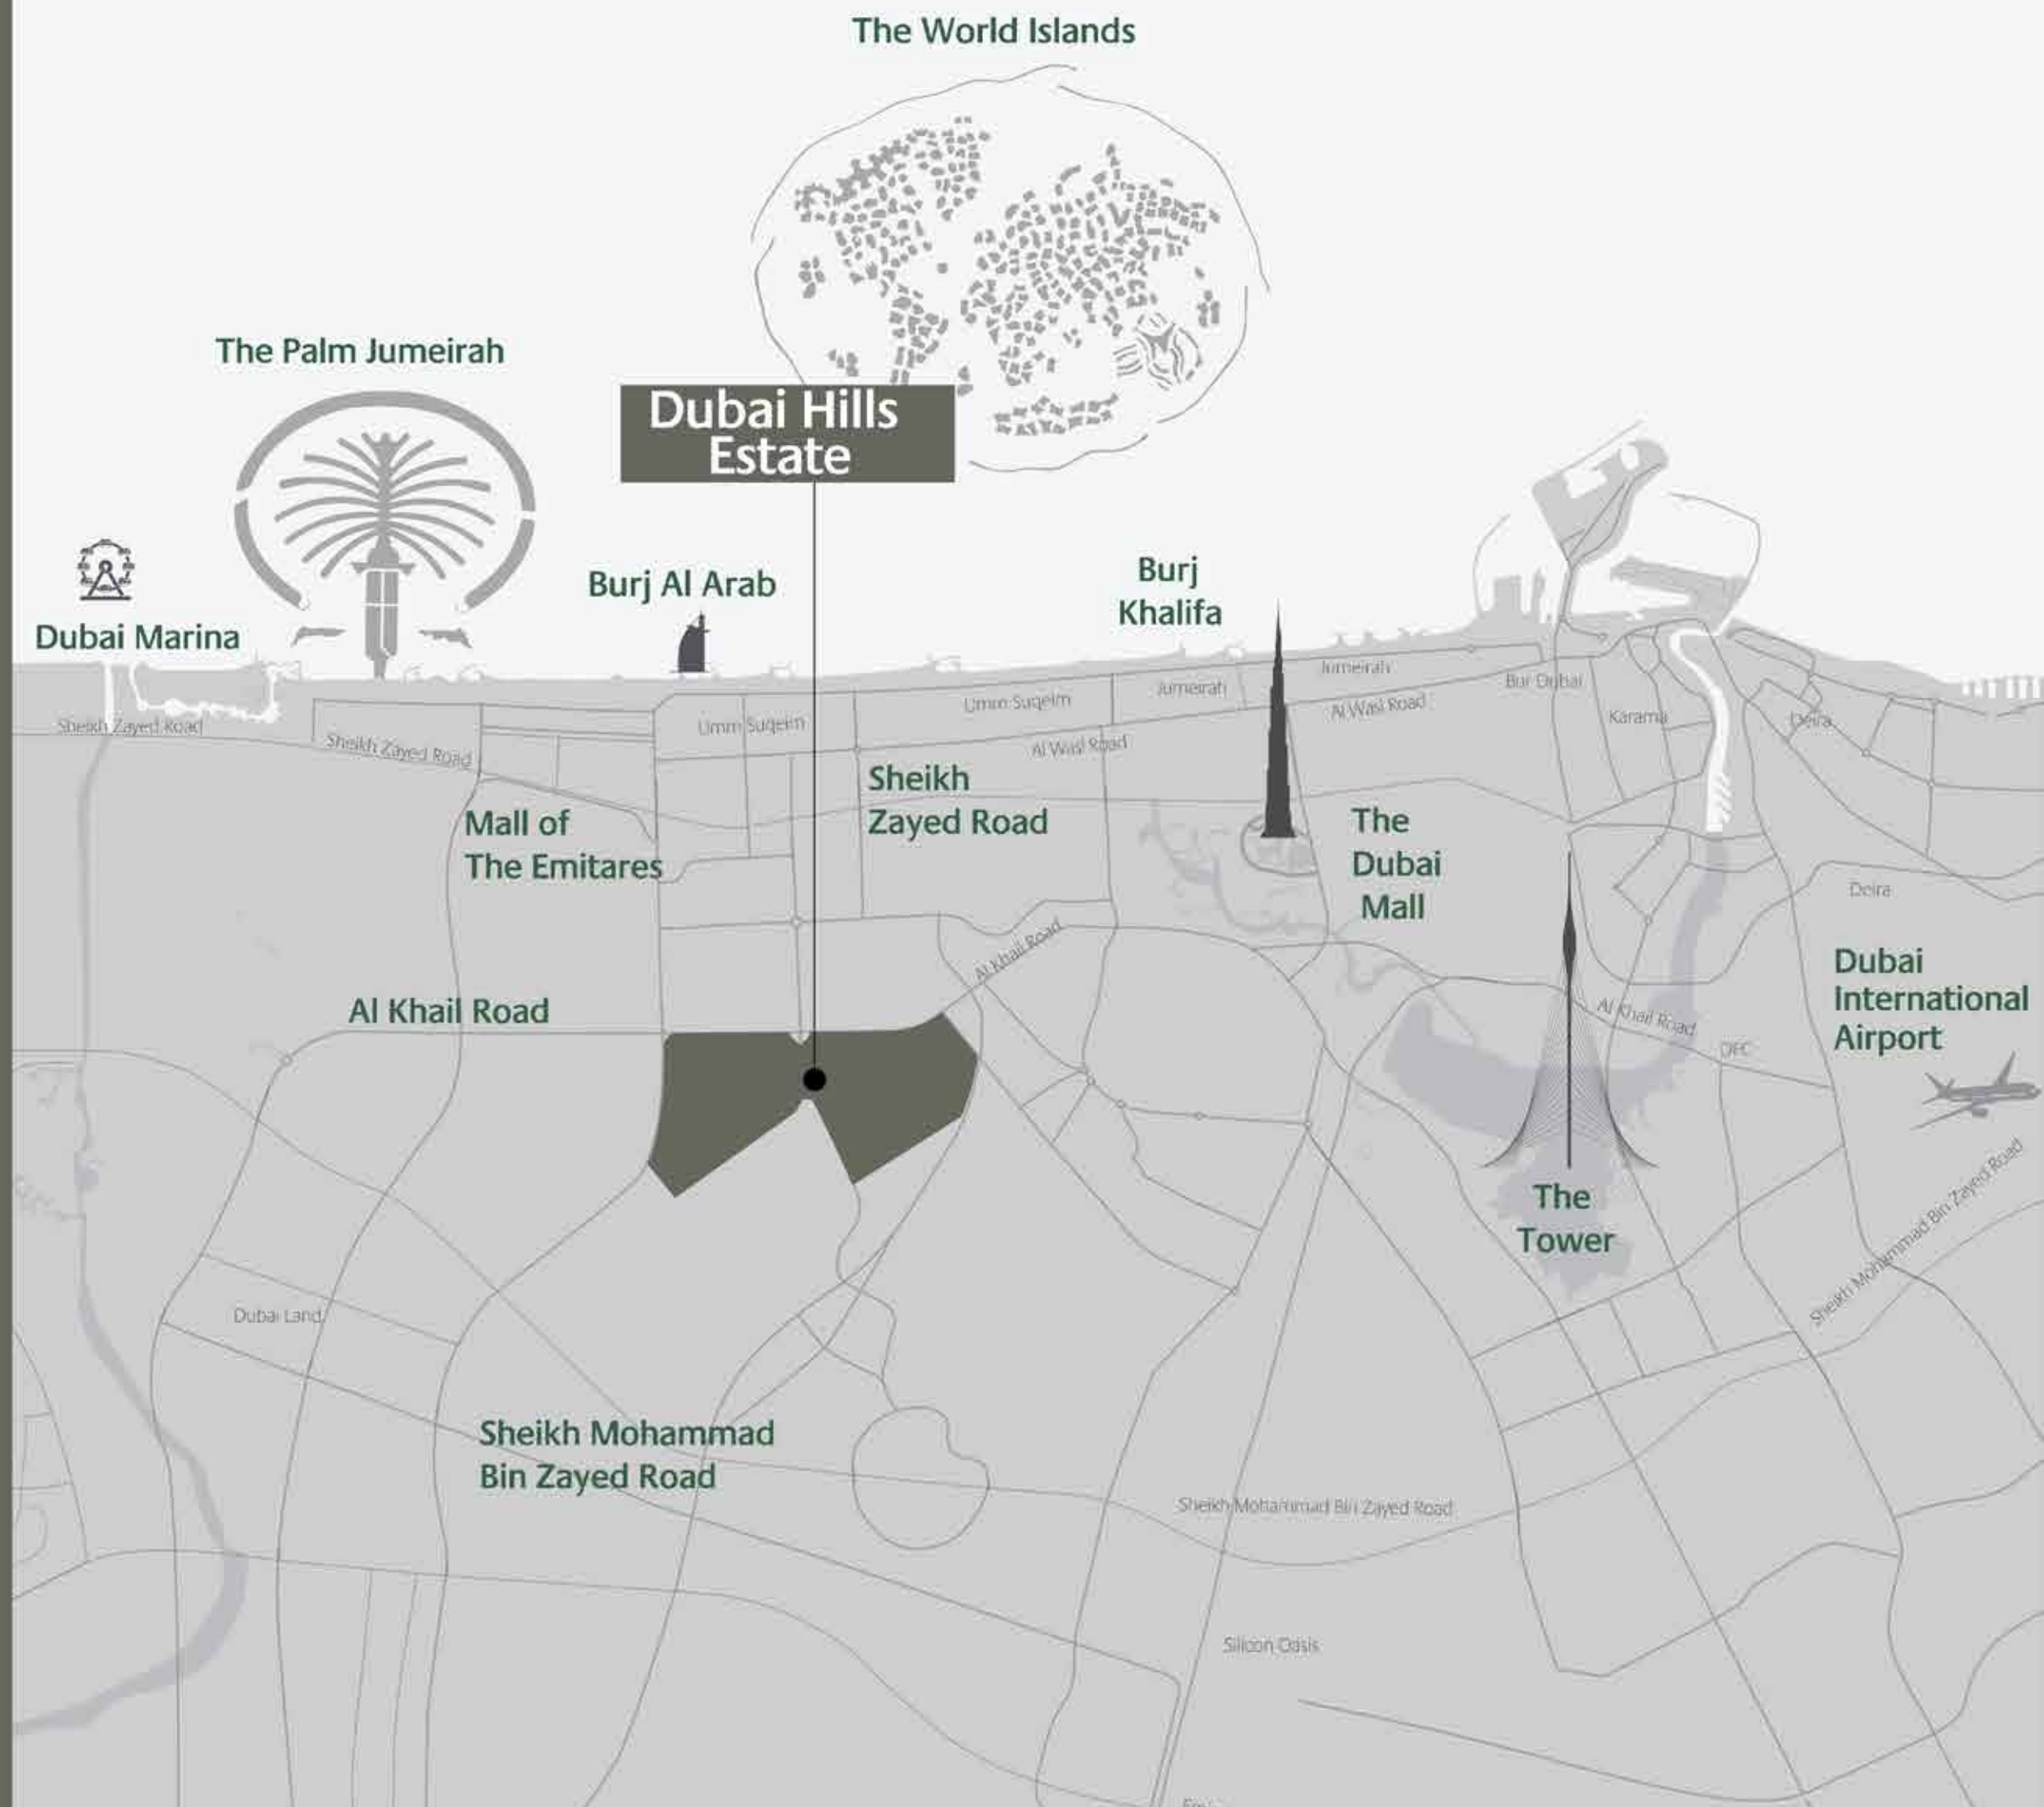 The World Islands
The Palm Jumeirah
Dubai Hills
Estate
Burj Al Arab
Burj
Khalifa
Dubai Marina
Jumeirah
Bur Dubai
Jumeirah
Umm Suqeim
Al Wasl Road
Karama
Deira
Sheikh Zayed Road
Umm Suqeim
Sheikh Zayed Road
Al Wasl Road
Sheikh
Zayed Road
Mall of
The Emitares
The
Dubai
Mall
Deira
Al Khail Road
Dubai
International
Airport
Al Khail Road
Al Khail Road
The
Tower
Sheikh Mohammad Bin Zayed Road
Dubai Land
Sheikh Mohammad
Bin Zayed Road
Sheikh Mohammad Bin Zayed Road
Silicon Oasis